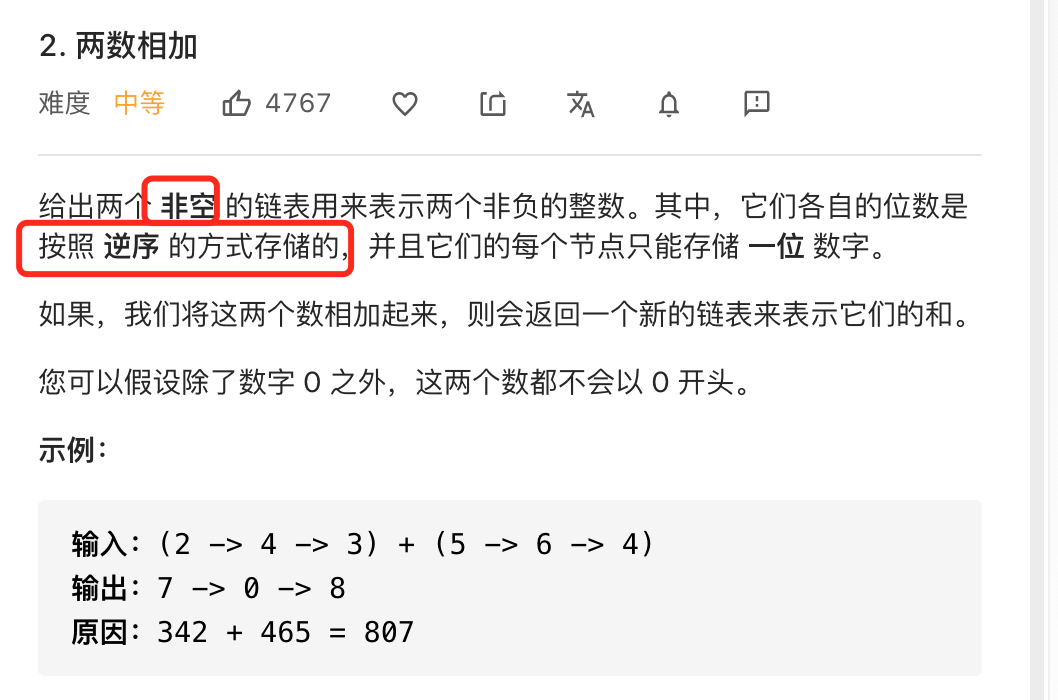 2. 两数相加
难度 中等 4767
给出两个 非空 的链表用来表示两个非负的整数。其中，它们各自的位数是
按照 逆序 的方式存储的，并且它们的每个节点只能存储 一位 数字。
如果，我们将这两个数相加起来，则会返回一个新的链表来表示它们的和。
您可以假设除了数字 0 之外，这两个数都不会以 0 开头。
示例：
输入：(2 -> 4 -> 3) + (5 -> 6 -> 4)
输出：7 -> 0 -> 8
原因：342 + 465 = 807